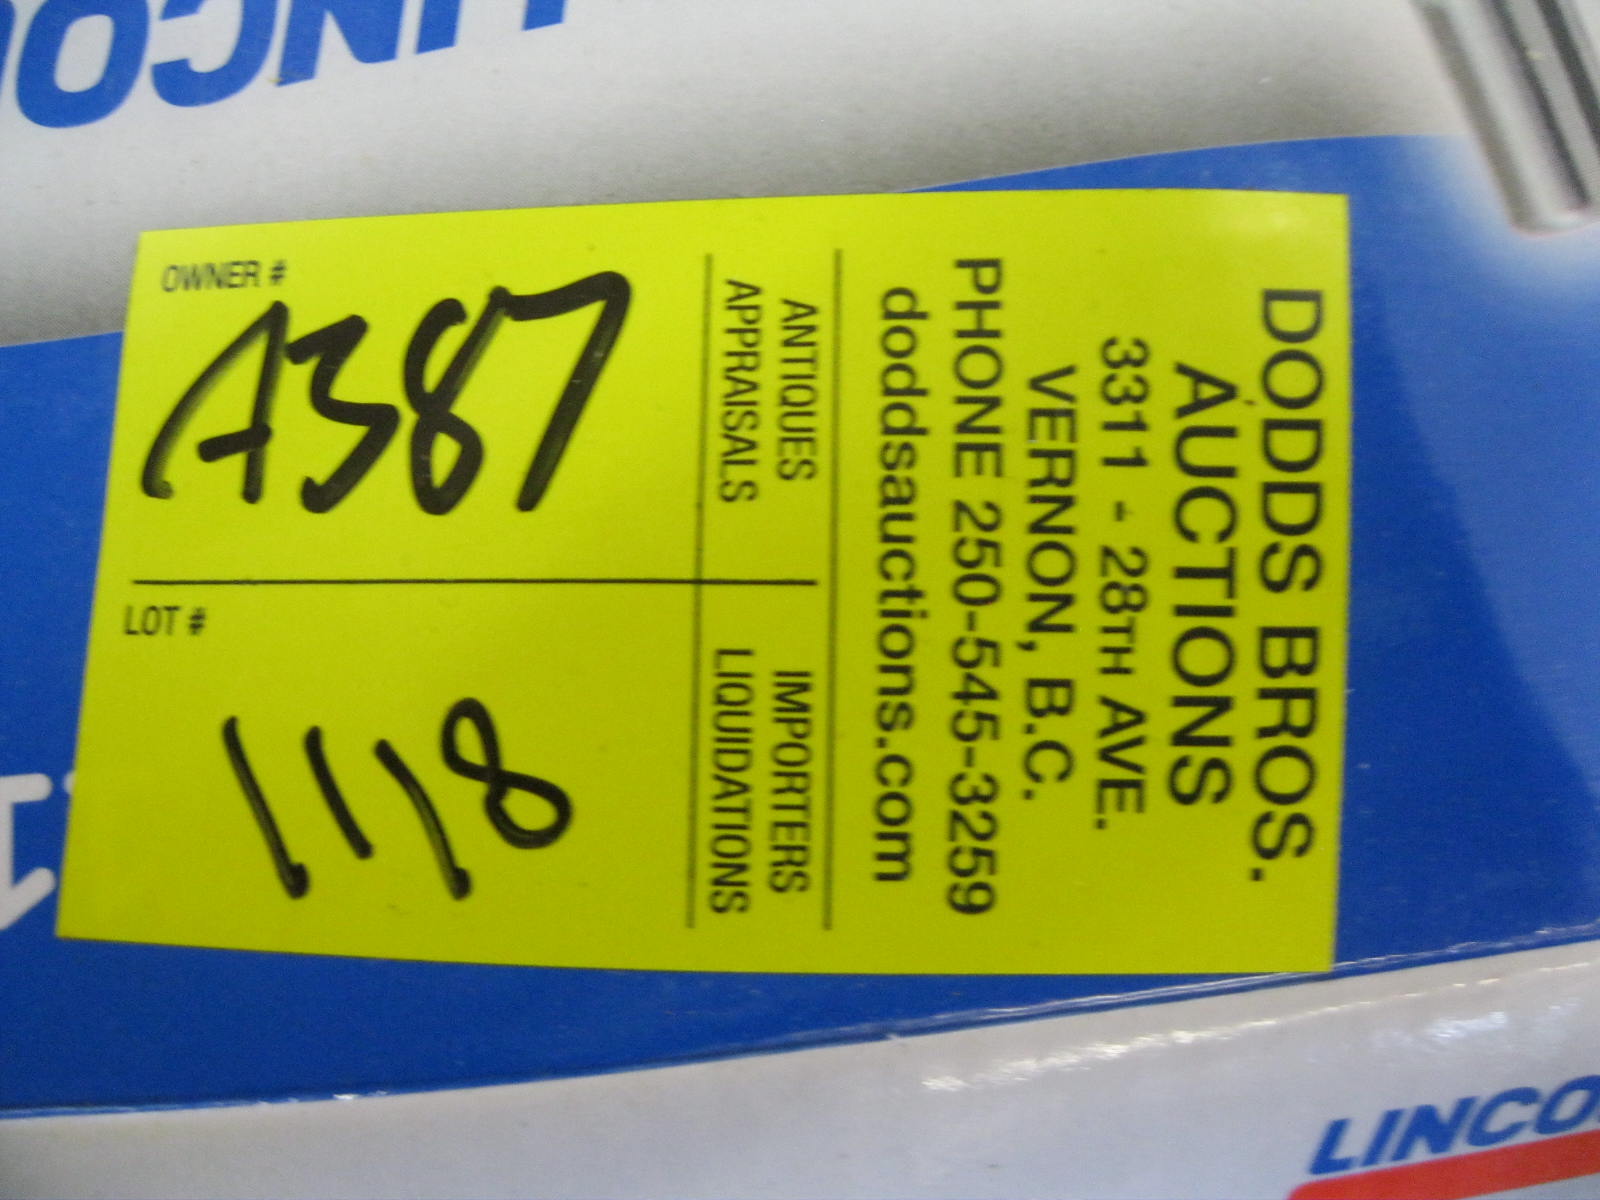 DODDS BROS.
AUCTIONS
3311 - 28TH AVE.
VERNON, B.C.
PHONE 250-545-3259
doddsauctions.com
ANTIQUES
APPRAISALS
IMPORTERS
LIQUIDATIONS
OWNER #
A387
LOT #
1118